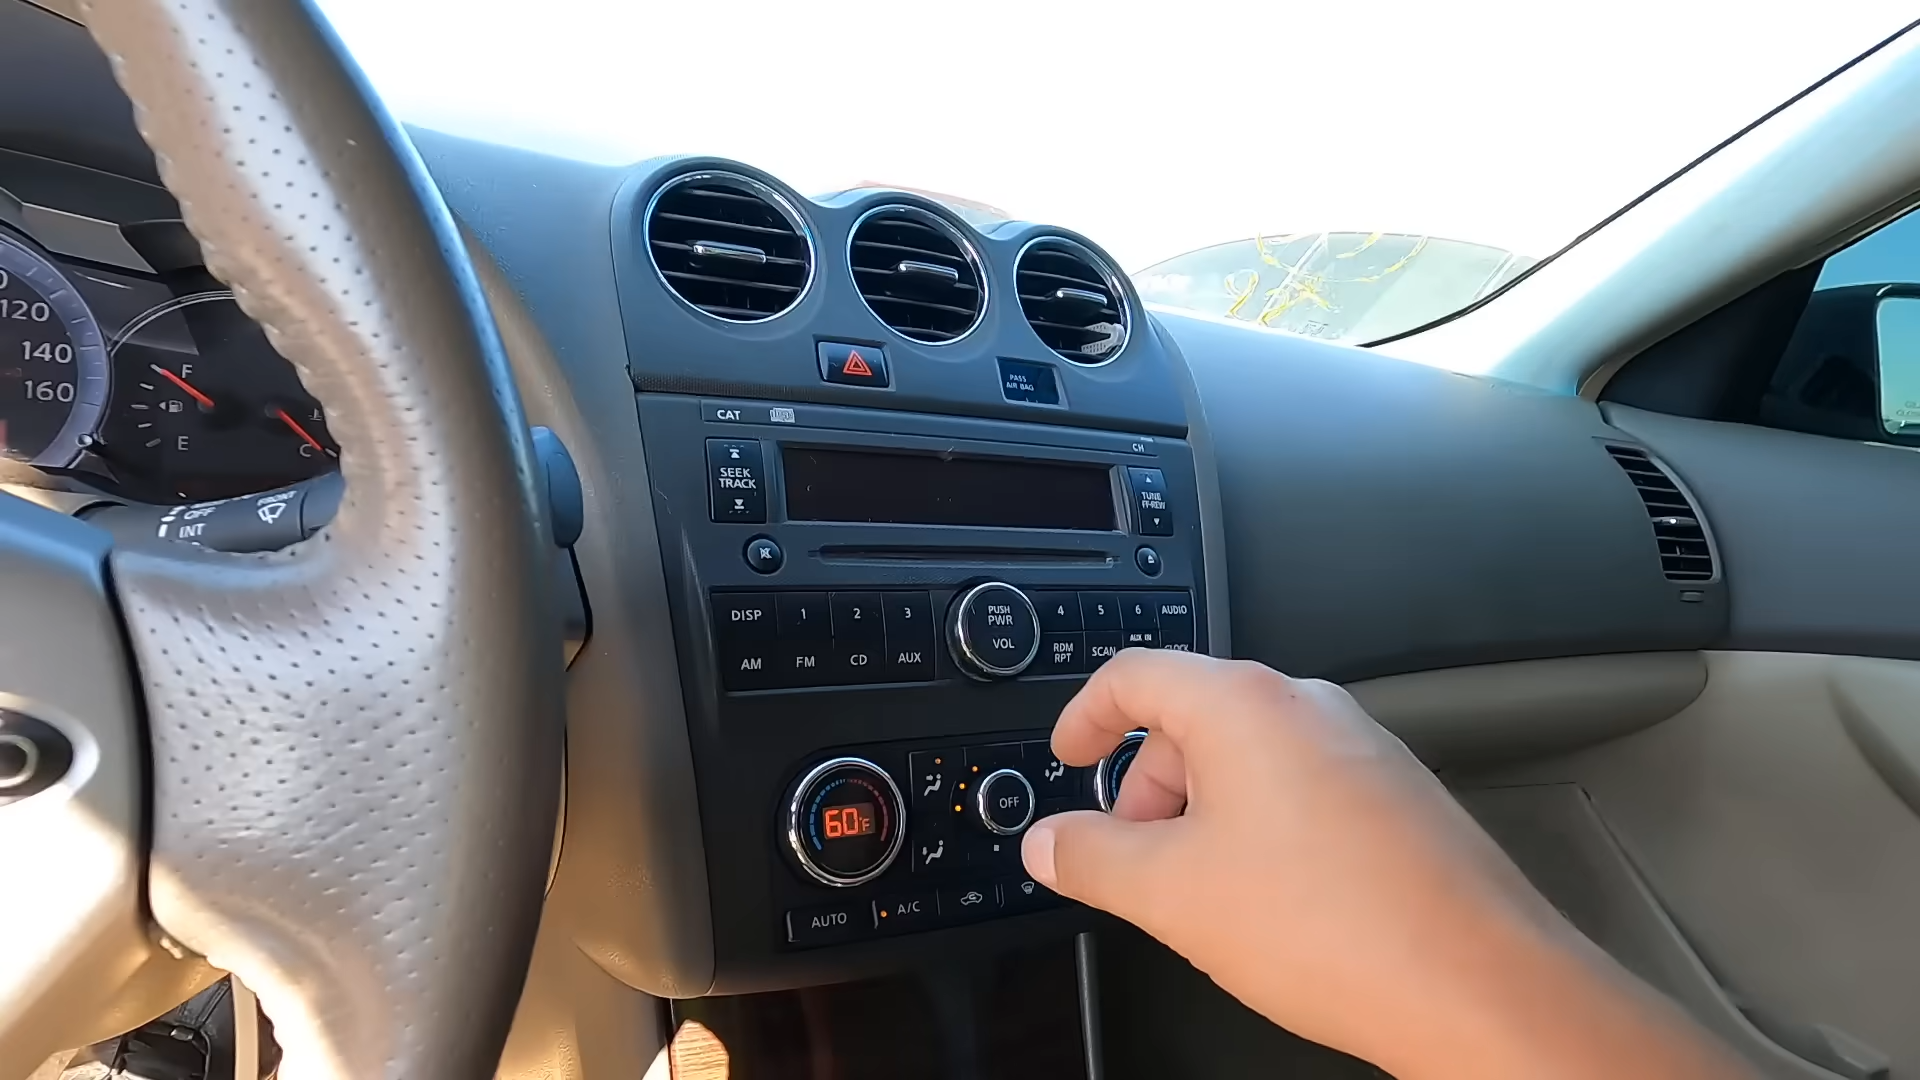 120
140
160
F
E
C
OFF
INT
FRONT
PASS
AIR BAG
CAT
CH
SEEK
TRACK
TUNE
FF·REW
DISP
1
2
3
PUSH
PWR
VOL
4
5
6
AUDIO
AM
FM
CD
AUX
RDM
RPT
SCAN
AUX IN
CLOCK
60°F
OFF
AUTO
A/C